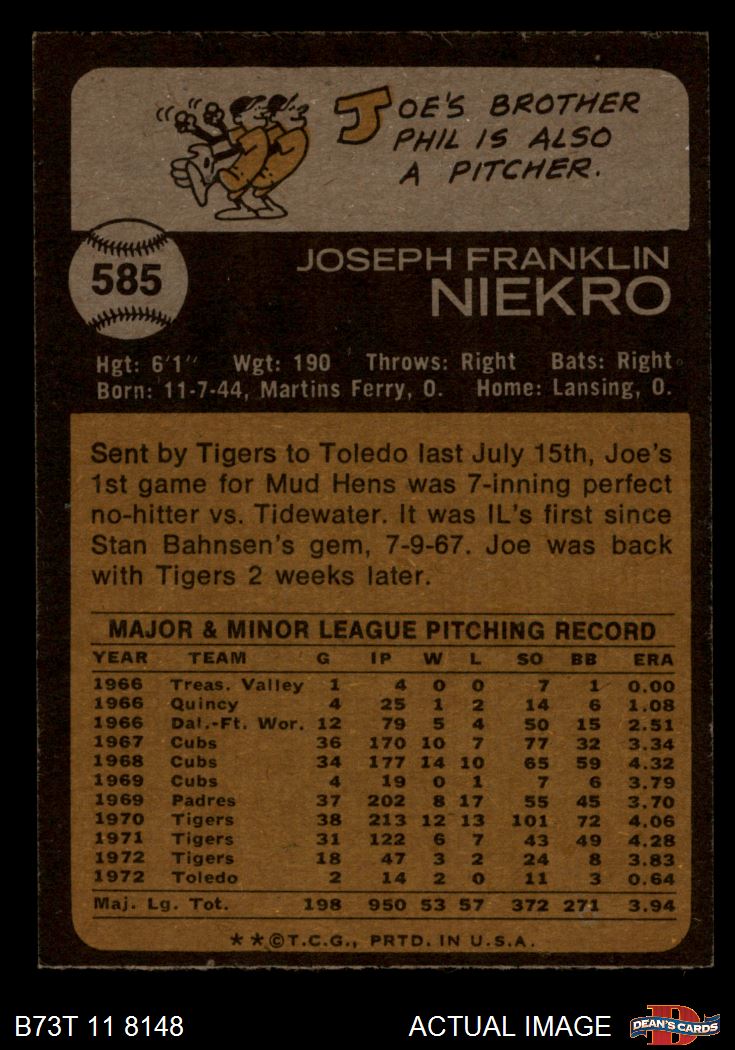 JOE'S BROTHER
PHIL IS ALSO
A PITCHER.
585
JOSEPH FRANKLIN
NIEKRO
Hgt: 6'1" Wgt: 190 Throws: Right Bats: Right
Born: 11-7-44, Martins Ferry, O. Home: Lansing, O.
Sent by Tigers to Toledo last July 15th, Joe's
1st game for Mud Hens was 7-inning perfect
no-hitter vs. Tidewater. It was IL's first since
Stan Bahnsen's gem, 7-9-67. Joe was back
with Tigers 2 weeks later.
MAJOR & MINOR LEAGUE PITCHING RECORD
YEAR TEAM G IP W L SO BB ERA
1966 Treas. Valley 1 4 0 0 7 1 0.00
1966 Quincy 4 25 1 2 14 6 1.08
1966 Dal.-Ft. Wor. 12 79 5 4 50 15 2.51
1967 Cubs 36 170 10 7 77 32 3.34
1968 Cubs 34 177 14 10 65 59 4.32
1969 Cubs 4 19 0 1 7 6 3.79
1969 Padres 37 202 8 17 55 45 3.70
1970 Tigers 38 213 12 13 101 72 4.06
1971 Tigers 31 122 6 7 43 49 4.28
1972 Tigers 18 47 3 2 24 8 3.83
1972 Toledo 2 14 2 0 11 3 0.64
Maj. Lg. Tot. 198 950 53 57 372 271 3.94
**©T.C.G., PRTD. IN U.S.A.
B73T 11 8148 ACTUAL IMAGE
D
DEAN'S CARDS